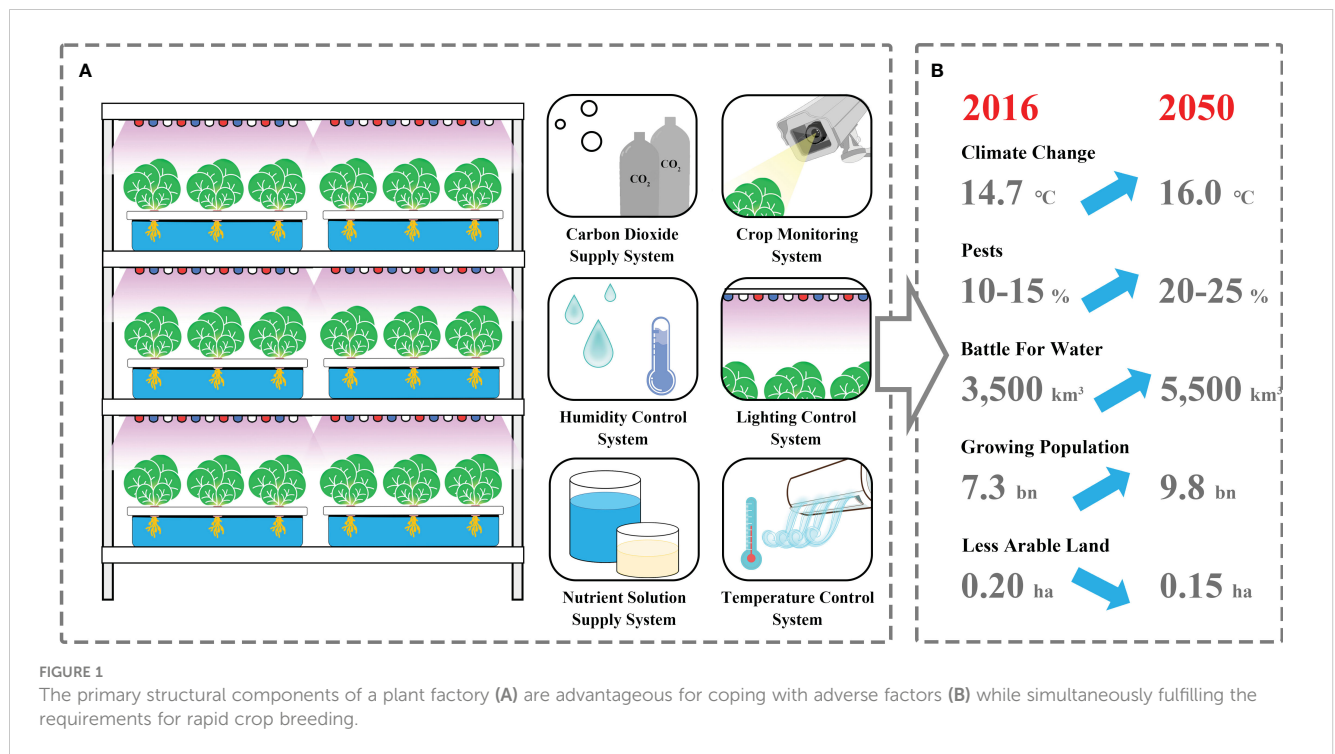 A
CO2
CO2
Carbon Dioxide
Supply System
Crop Monitoring
System
Humidity Control
System
Lighting Control
System
Nutrient Solution
Supply System
Temperature Control
System
B
2016 2050
Climate Change
14.7 °C 16.0 °C
Pests
10-15 % 20-25 %
Battle For Water
3,500 km³ 5,500 km³
Growing Population
7.3 bn 9.8 bn
Less Arable Land
0.20 ha 0.15 ha
FIGURE 1
The primary structural components of a plant factory (A) are advantageous for coping with adverse factors (B) while simultaneously fulfilling the
requirements for rapid crop breeding.